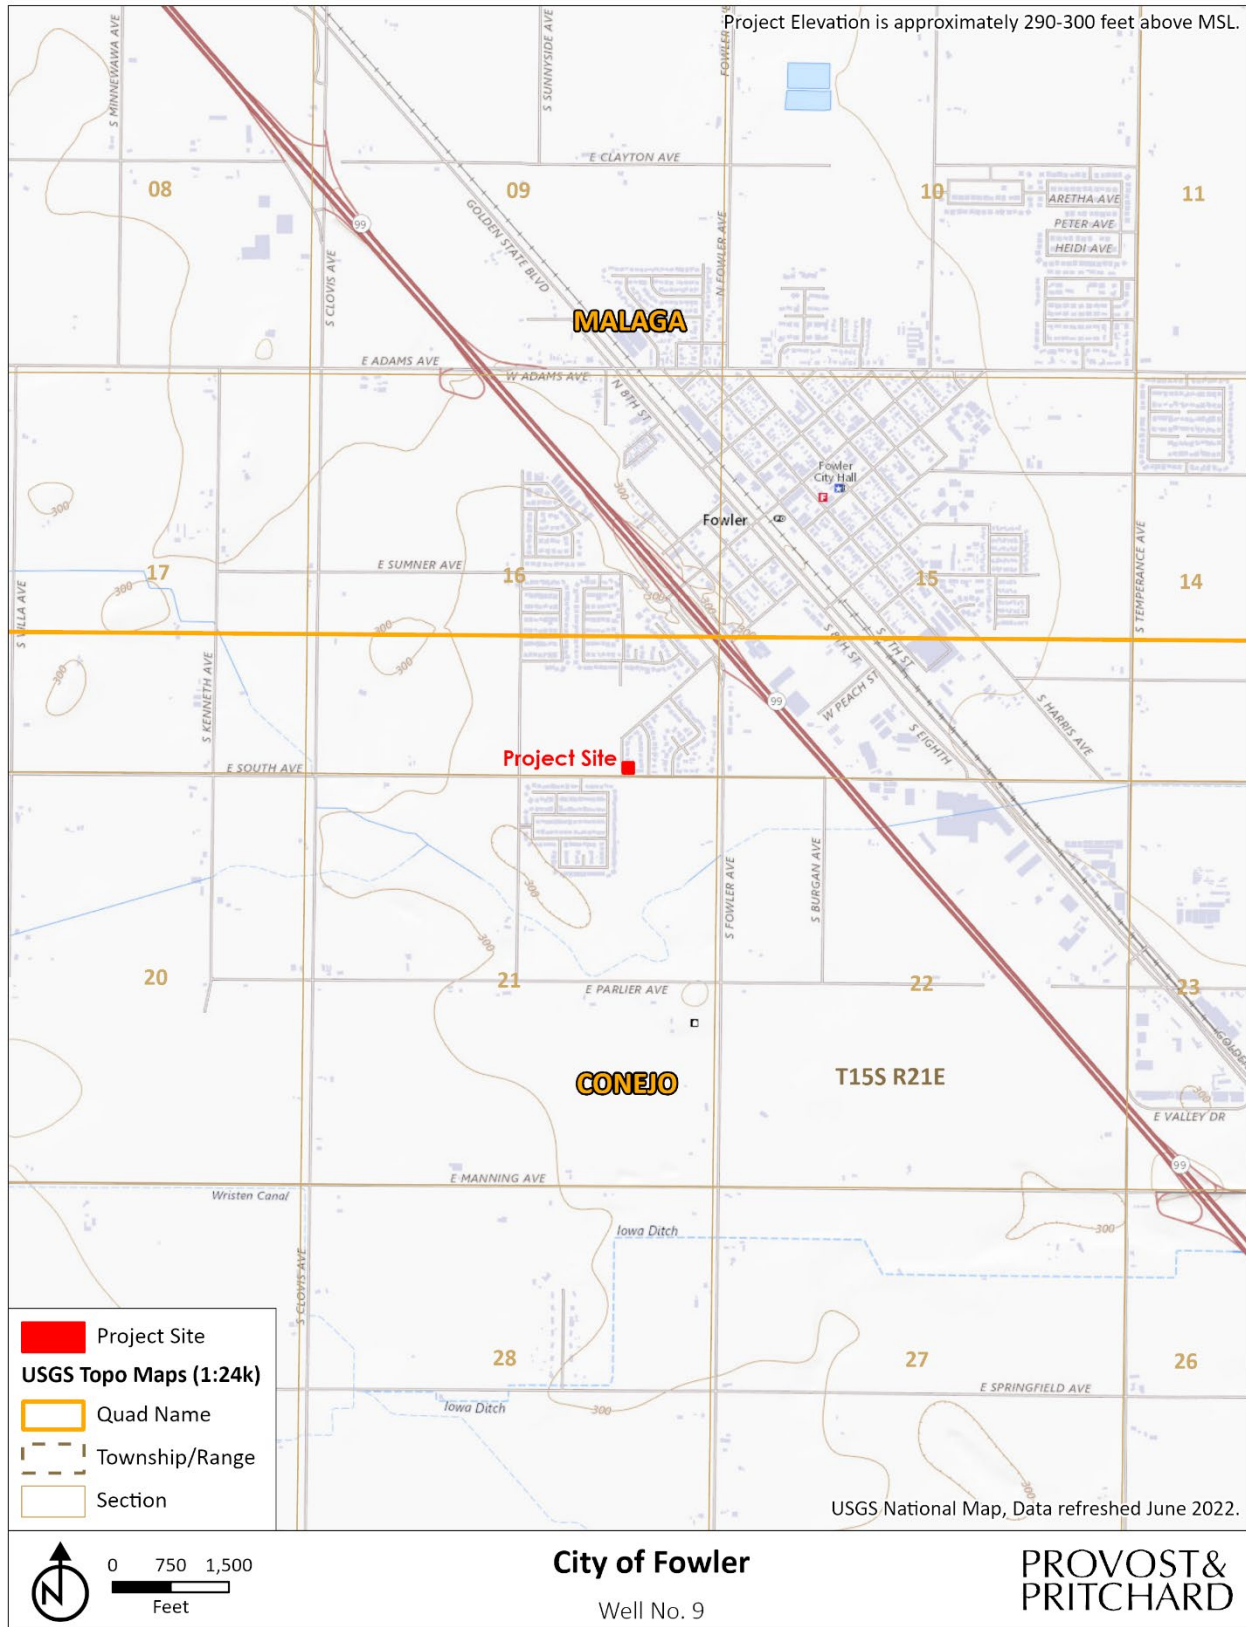 Project Elevation is approximately 290-300 feet above MSL.
S MINNEWAWA AVE
S SUNNYSIDE AVE
FOWLER AVE
E CLAYTON AVE
08
09
10
11
ARETHA AVE
PETER AVE
HEIDI AVE
99
GOLDEN STATE BLVD
N FOWLER AVE
S CLOVIS AVE
MALAGA
E ADAMS AVE
W ADAMS AVE
N 8TH ST
Fowler
City Hall
F
300
300
Fowler
S TEMPERANCE AVE
E SUMNER AVE
17
16
15
14
300
300
300
300
S VILLA AVE
300
S 8TH ST
S 7TH ST
S KENNETH AVE
99
W PEACH ST
S HARRIS AVE
S EIGHTH
Project Site
E SOUTH AVE
S FOWLER AVE
S BURGAN AVE
300
300
20
21
22
23
E PARLIER AVE
GOLDEN
CONEJO
T15S R21E
300
E VALLEY DR
99
E MANNING AVE
Wristen Canal
Iowa Ditch
300
S CLOVIS AVE
28
27
26
E SPRINGFIELD AVE
Iowa Ditch
300
300
Project Site
USGS Topo Maps (1:24k)
Quad Name
Township/Range
Section
USGS National Map, Data refreshed June 2022.
N
0 750 1,500
Feet
City of Fowler
Well No. 9
PROVOST&
PRITCHARD